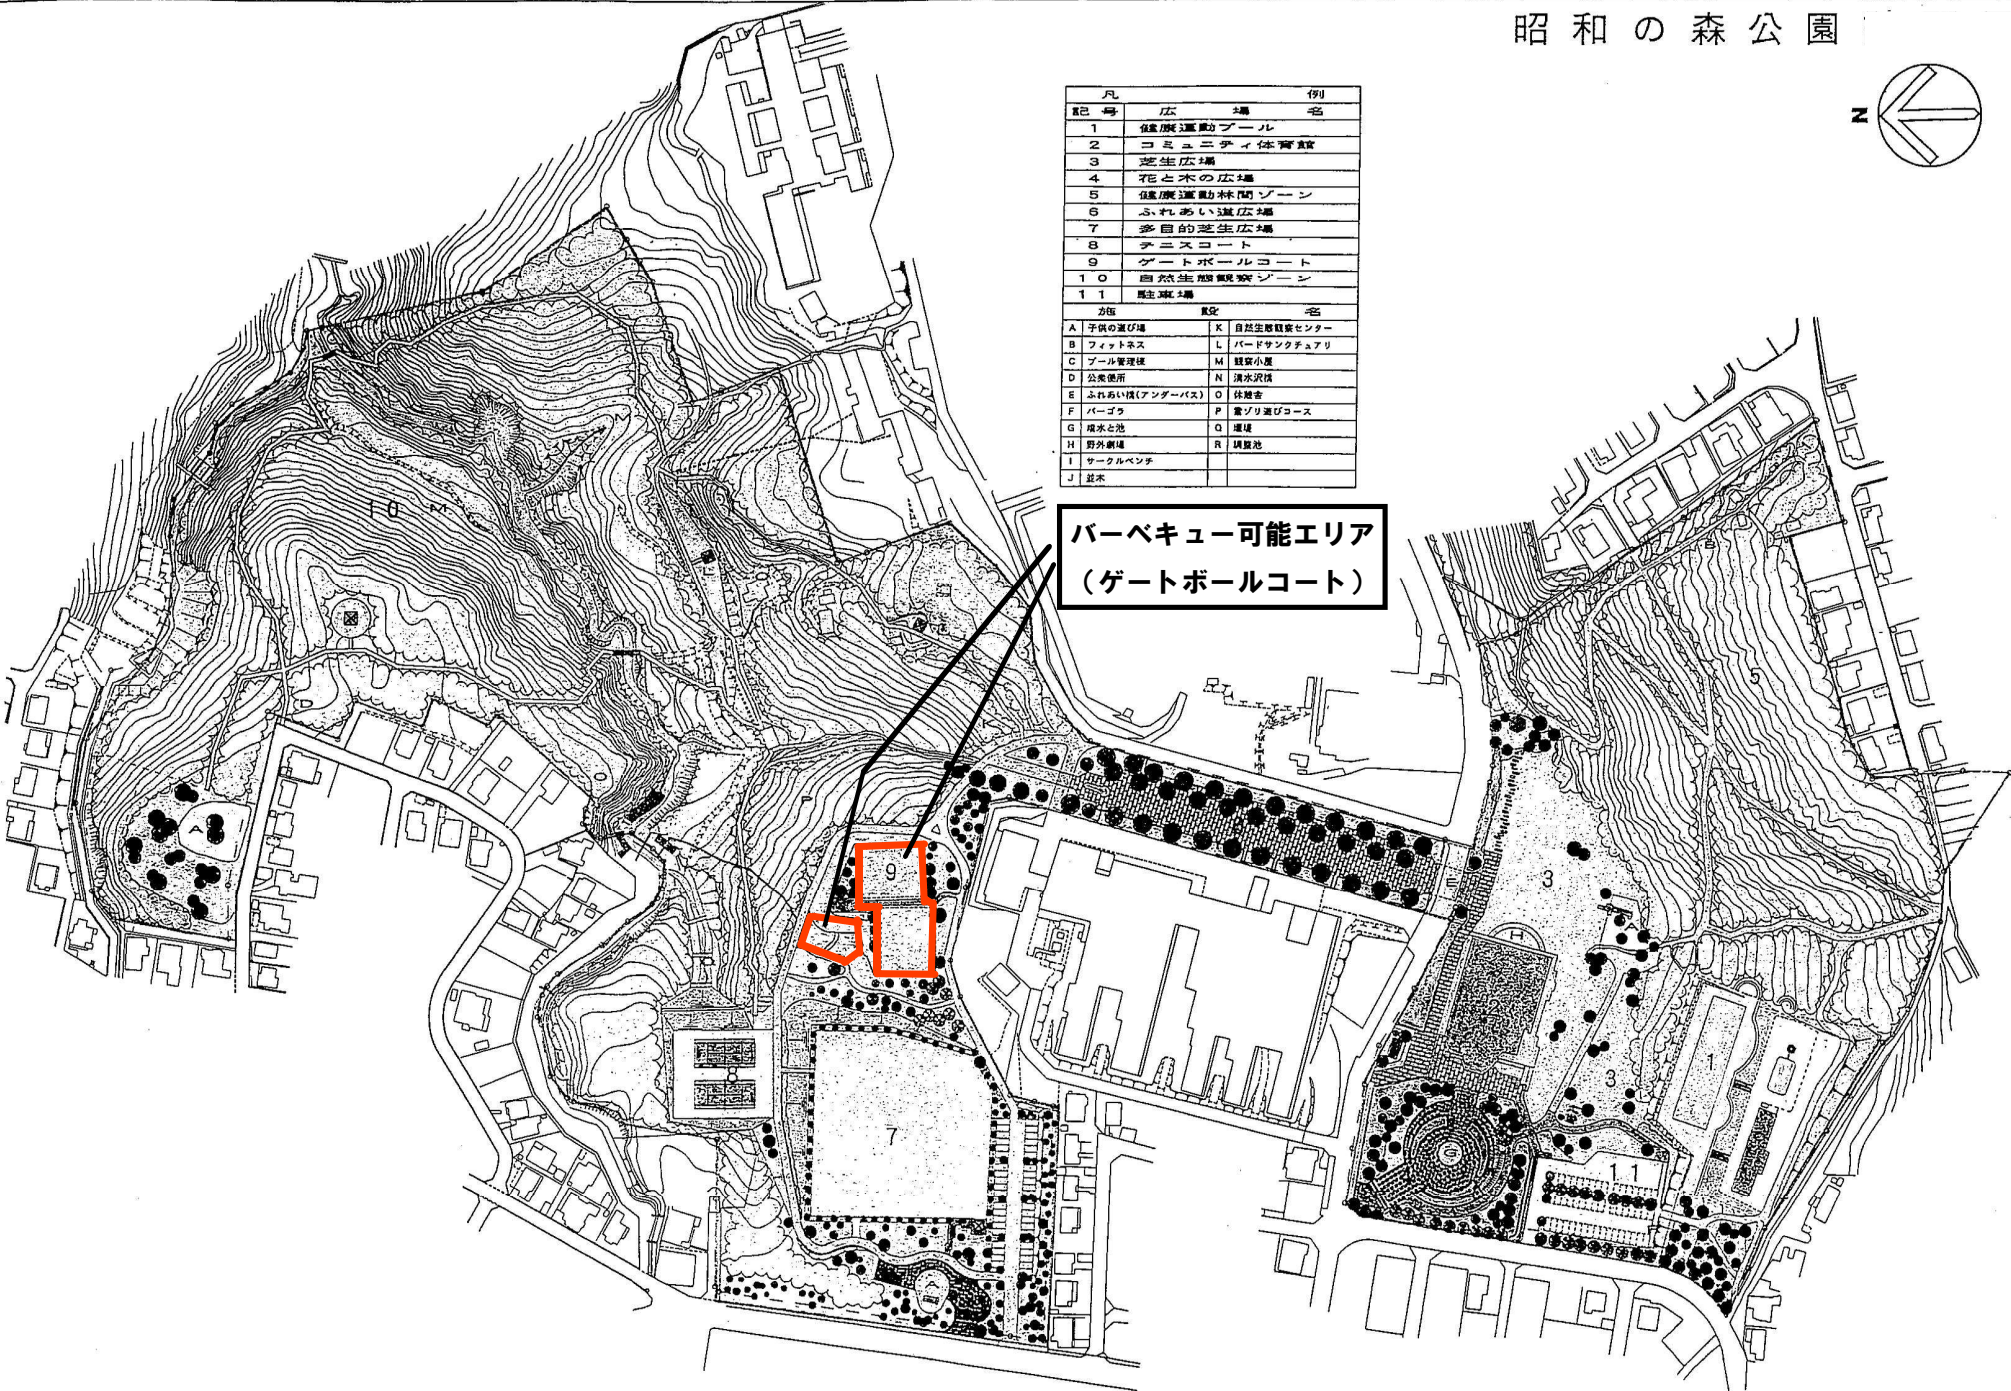 昭和の森公園
N
凡例
記号 広場名
1 健康運動プール
2 コミュニティ体育館
3 芝生広場
4 花と木の広場
5 健康運動林間ゾーン
6 ふれあい道広場
7 多目的芝生広場
8 テニスコート
9 ゲートボールコート
10 自然生態観察ゾーン
11 駐車場
施設名
A 子供の遊び場 K 自然生態観察センター
B フィットネス L バードサンクチュアリ
C プール管理棟 M 観察小屋
D 公衆便所 N 清水沢橋
E ふれあい橋(アンダーパス) O 休憩舎
F パーゴラ P 雪ゾリ遊びコース
G 噴水と池 Q 堰堤
H 野外劇場 R 調整池
I サークルベンチ
J 並木
バーベキュー可能エリア
（ゲートボールコート）
10
M
5
K
A
9
E
3
A
H
8
7
3
1
G
11